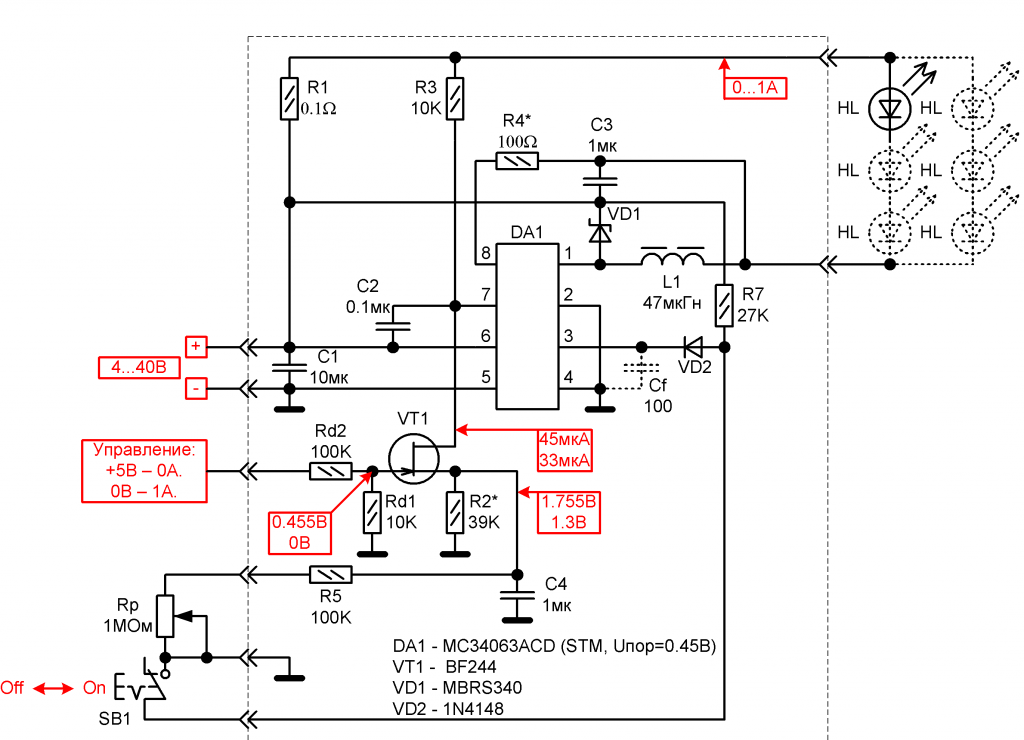 R1
0.1Ω
R3
10K
0...1A
HL
HL
R4*
100Ω
C3
1мк
HL
HL
VD1
DA1
HL
HL
8
1
L1
47мкГн
C2
0.1мк
7
2
R7
27K
+
6
3
4...40В
C1
10мк
VD2
-
5
4
Cf
100
VT1
Rd2
100K
45мкА
33мкА
Управление:
+5В – 0А.
0В – 1А.
Rd1
10K
R2*
39K
1.755В
1.3В
0.455В
0В
R5
100K
C4
1мк
Rp
1МОм
DA1 - MC34063ACD (STM, Uпор=0.45В)
VT1 - BF244
VD1 - MBRS340
VD2 - 1N4148
Off
On
SB1